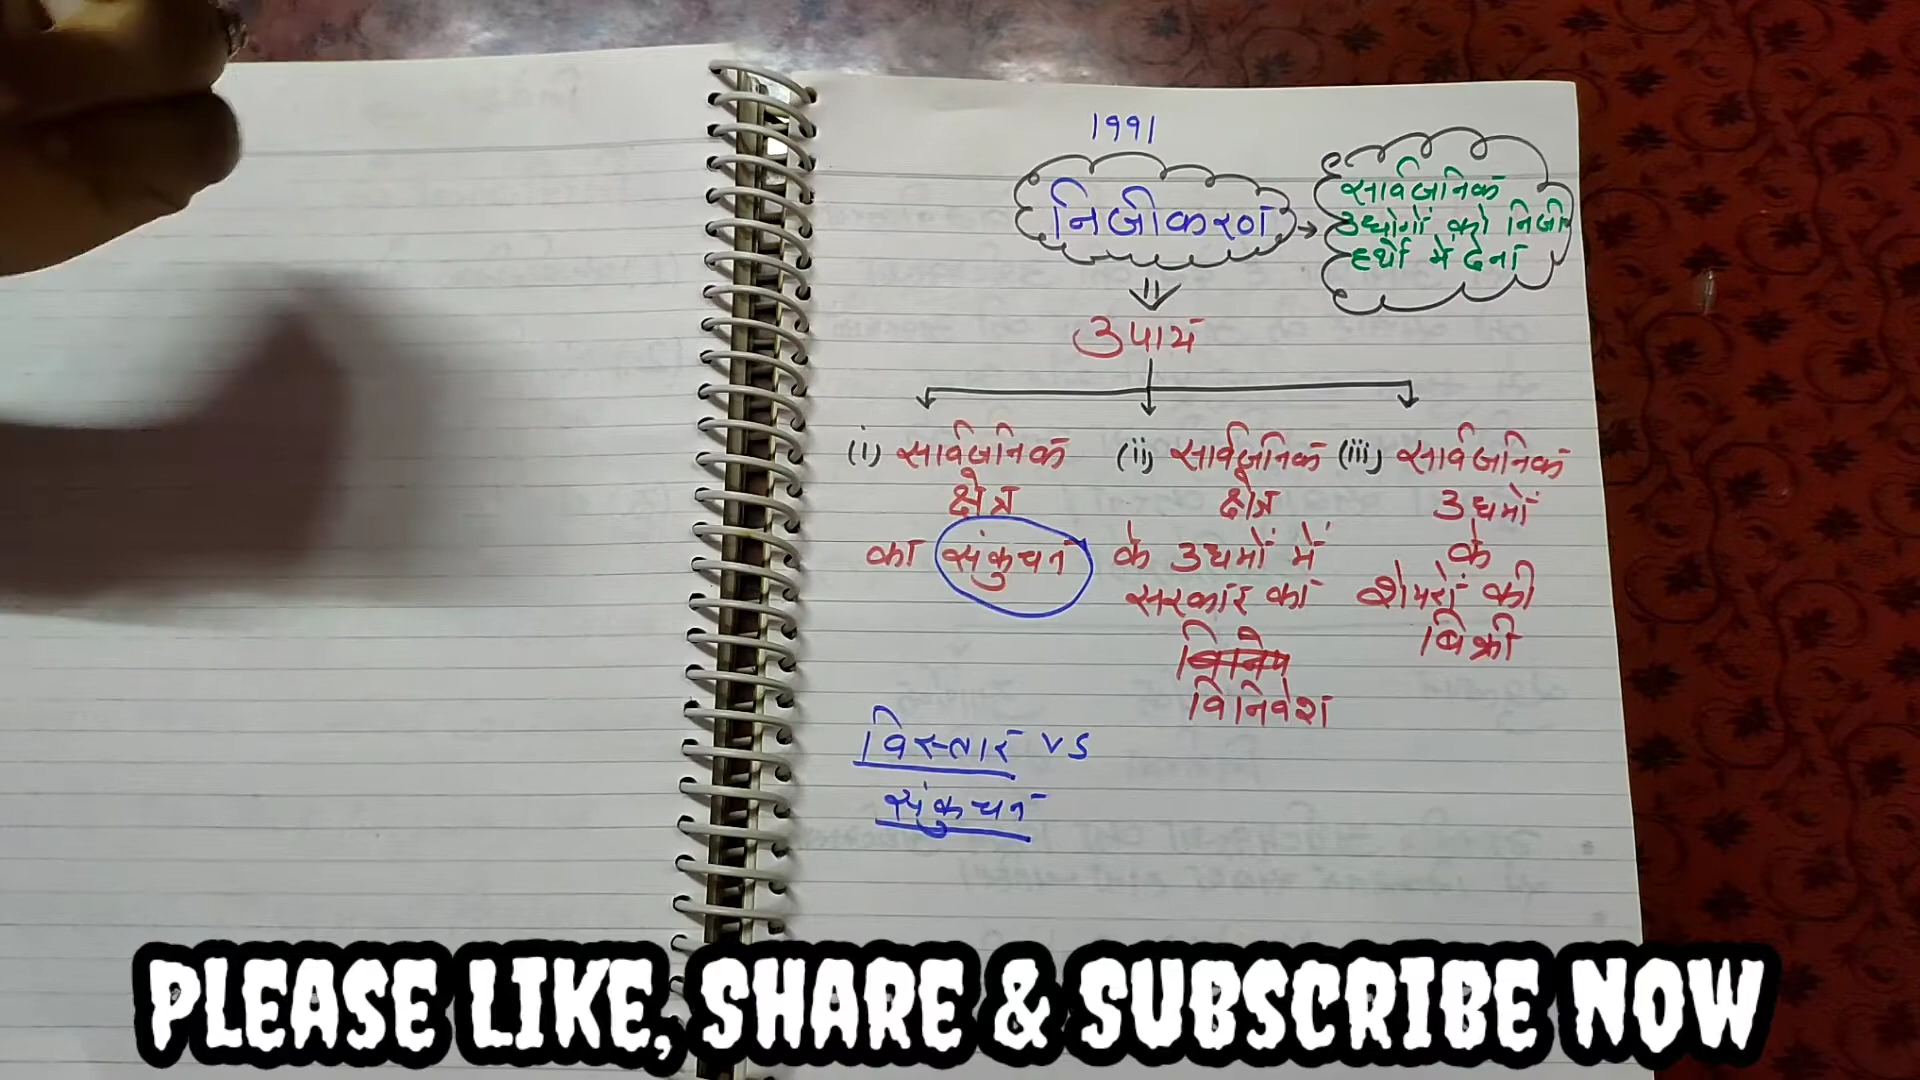 1991
निजीकरण
सार्वजनिक
उद्योगों को निजी
हाथों में देना
उपाय
(i) सार्वजनिक
क्षेत्र
का संकुचन
(ii) सार्वजनिक
क्षेत्र
के उद्यमों में
सरकार का
विनिवेश
(iii) सार्वजनिक
उद्यमों
के
शेयरों की
बिक्री
विस्तार VS
संकुचन
PLEASE LIKE, SHARE & SUBSCRIBE NOW